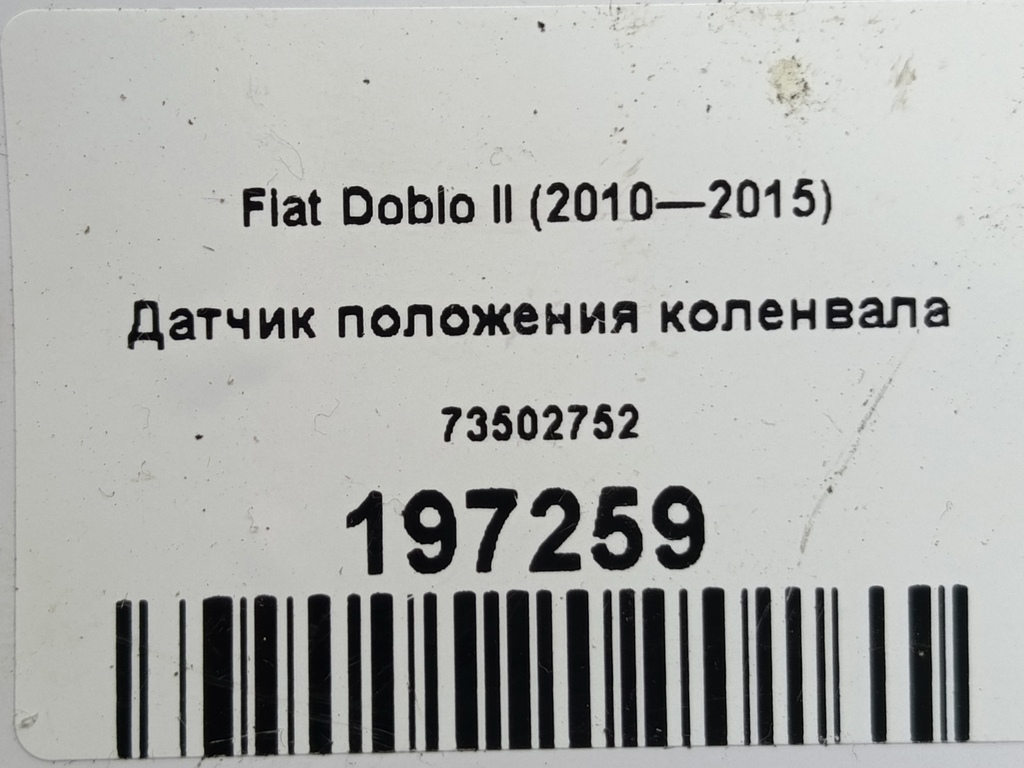 Fiat Doblo II (2010—2015)
Датчик положения коленвала
73502752
197259